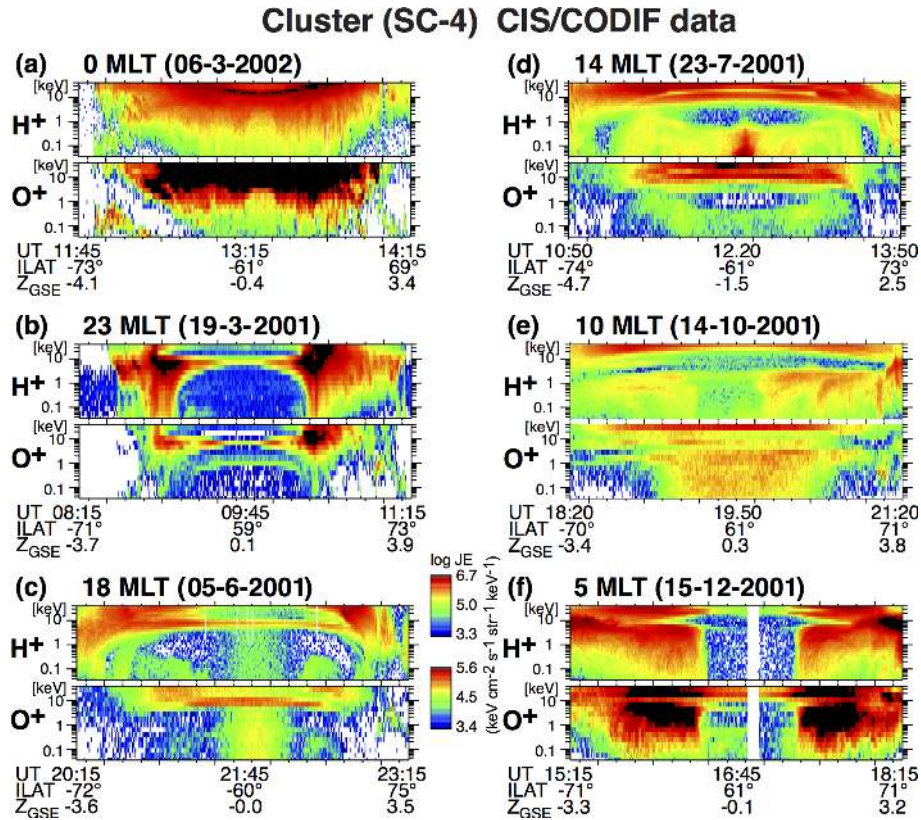 Cluster (SC-4) CIS/CODIF data
(a) 0 MLT (06-3-2002)
[keV]
10
1
0.1
H+
[keV]
10
1
0.1
O+
UT 11:45 13:15 14:15
ILAT -73° -61° 69°
ZGSE -4.1 -0.4 3.4
(b) 23 MLT (19-3-2001)
[keV]
10
1
0.1
H+
[keV]
10
1
0.1
O+
UT 08:15 09:45 11:15
ILAT -71° 59° 73°
ZGSE -3.7 0.1 3.9
(c) 18 MLT (05-6-2001)
[keV]
10
1
0.1
H+
[keV]
10
1
0.1
O+
UT 20:15 21:45 23:15
ILAT -72° -60° 75°
ZGSE -3.6 -0.0 3.5
log JE
6.7
5.0
3.3
5.6
4.5
3.4
(keV cm-2 s-1 str-1 keV-1)
(d) 14 MLT (23-7-2001)
[keV]
10
1
0.1
H+
[keV]
10
1
0.1
O+
UT 10:50 12.20 13:50
ILAT -74° -61° 73°
ZGSE -4.7 -1.5 2.5
(e) 10 MLT (14-10-2001)
[keV]
10
1
0.1
H+
[keV]
10
1
0.1
O+
UT 18:20 19.50 21:20
ILAT -70° 61° 71°
ZGSE -3.4 0.3 3.8
(f) 5 MLT (15-12-2001)
[keV]
10
1
0.1
H+
[keV]
10
1
0.1
O+
UT 15:15 16:45 18:15
ILAT -71° 61° 71°
ZGSE -3.3 -0.1 3.2